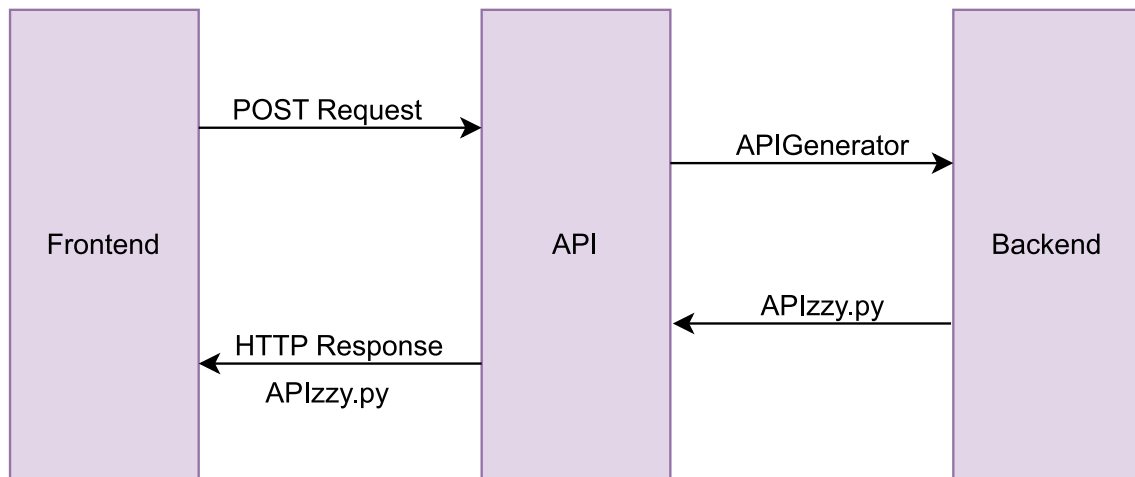 POST Request
APIGenerator
Frontend
API
Backend
APIzzy.py
HTTP Response
APIzzy.py